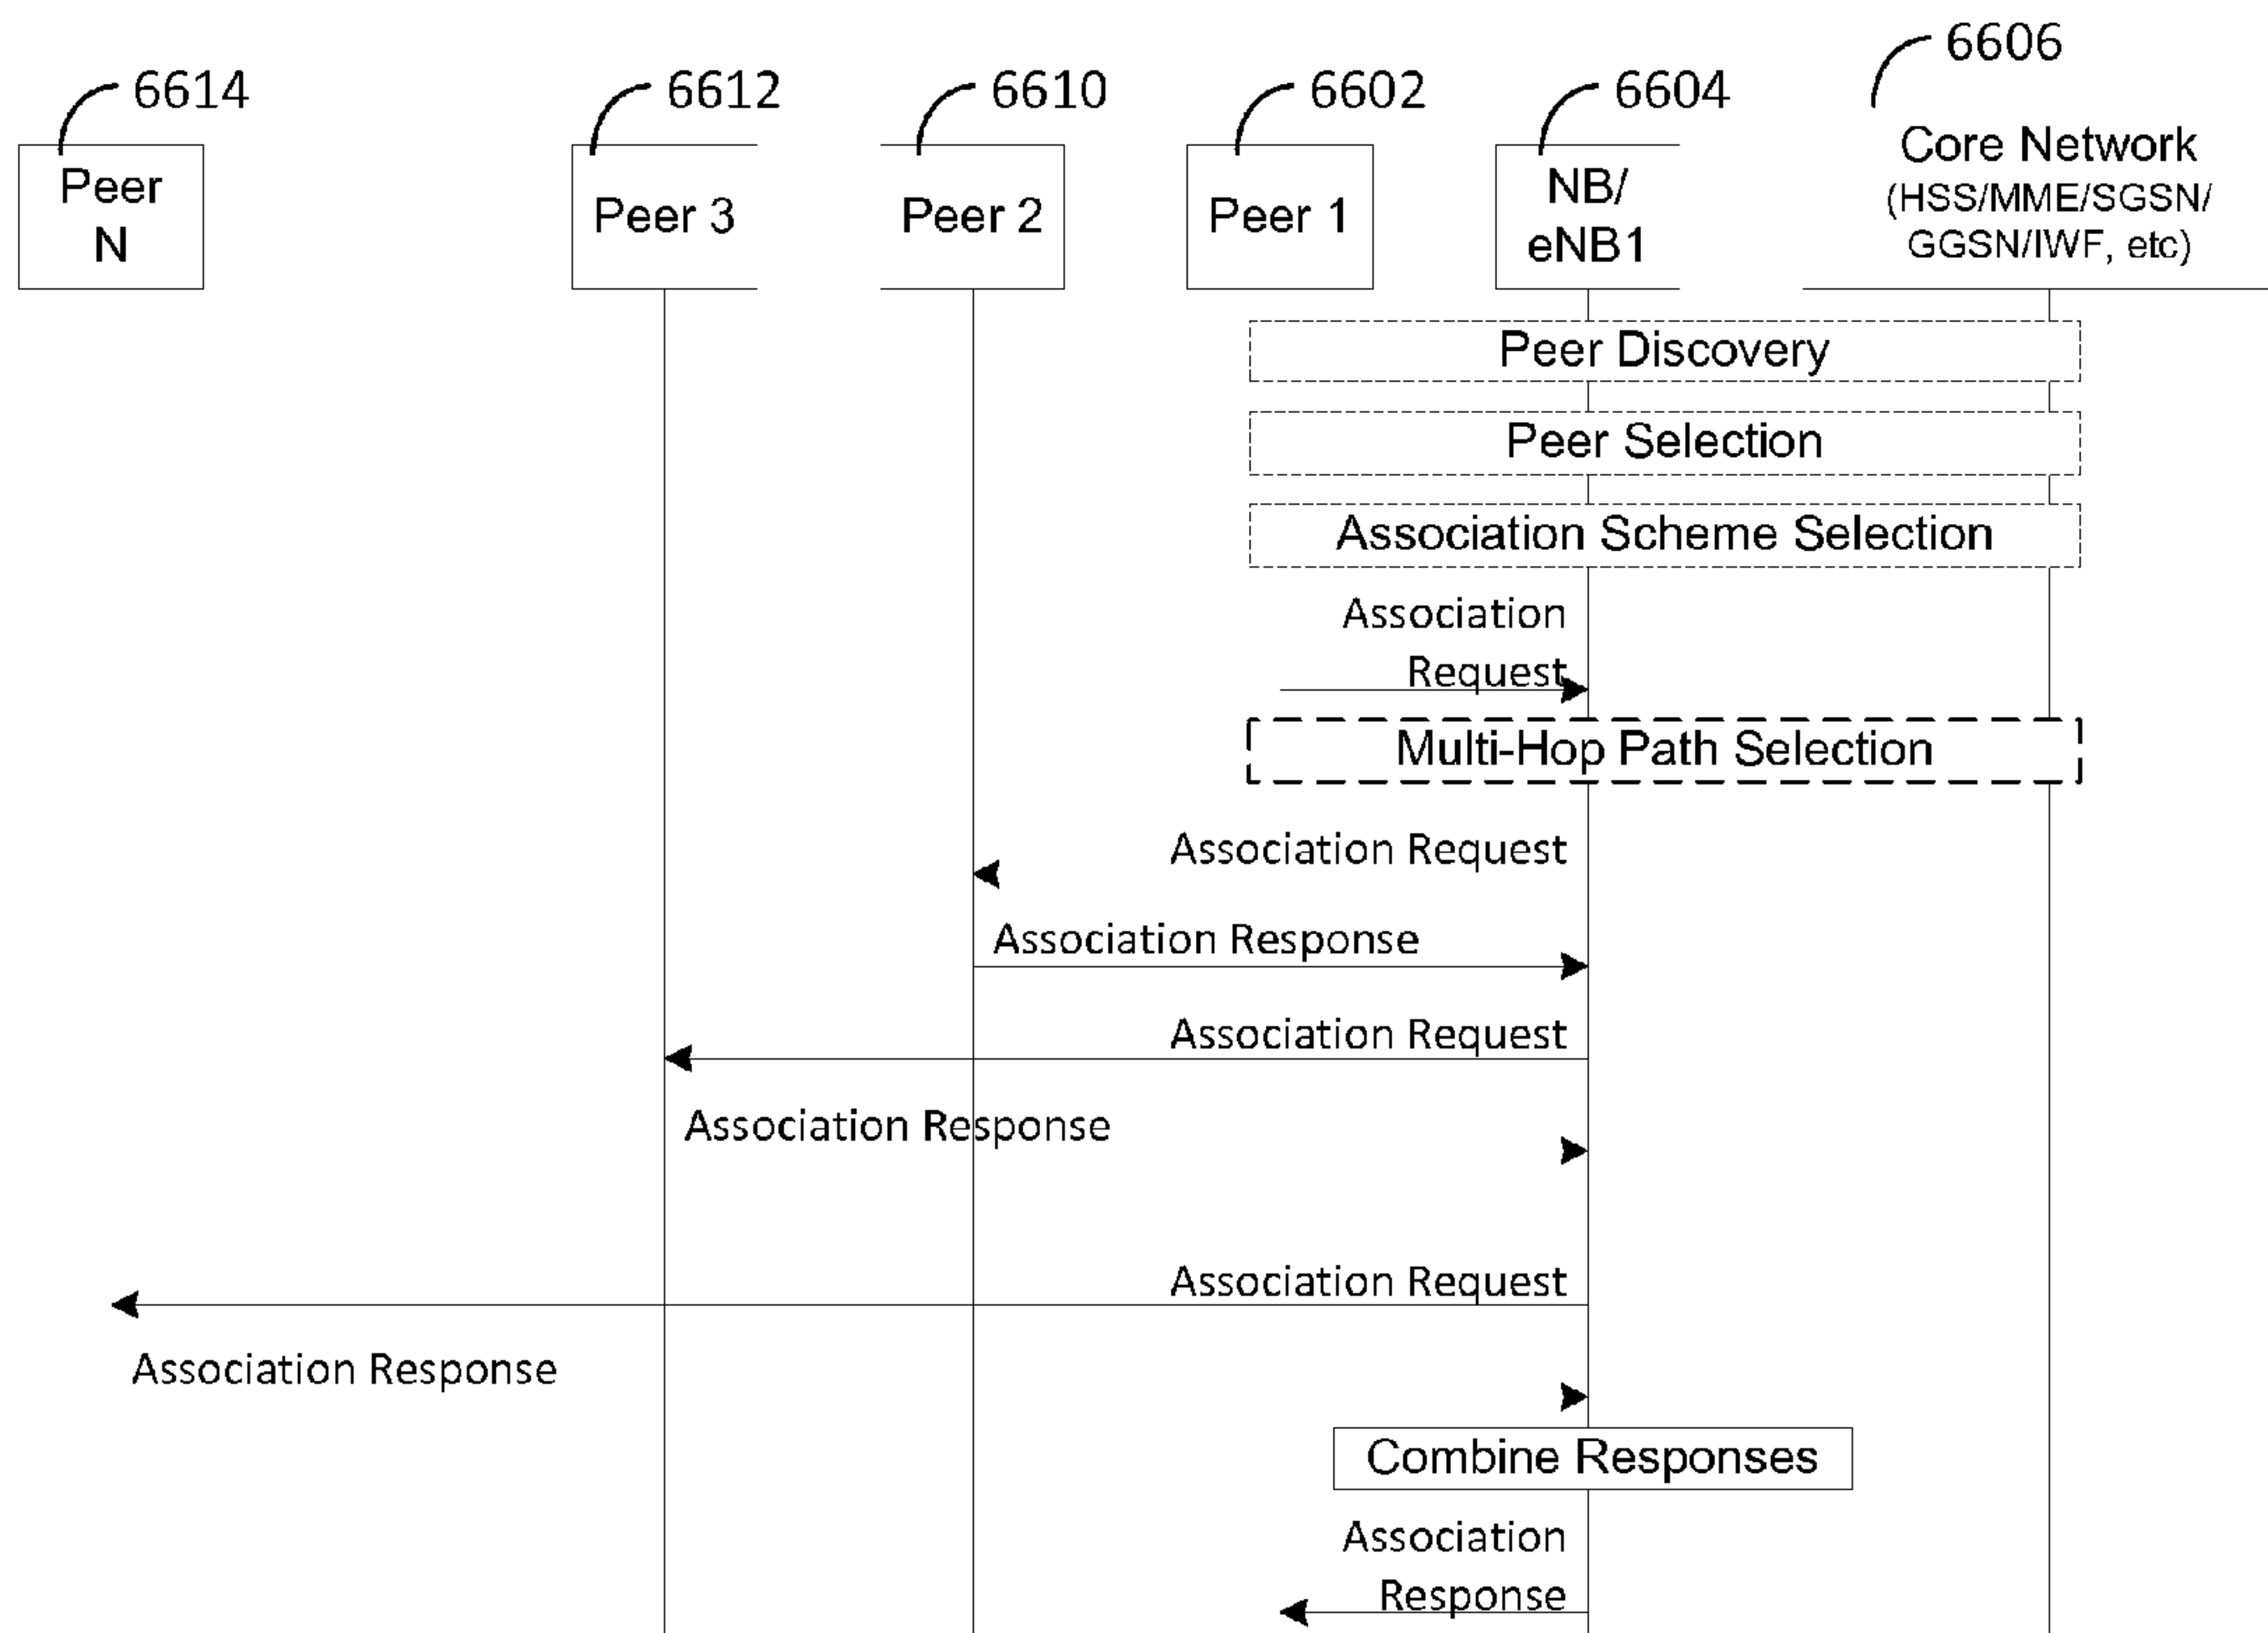 6606
6614
6612
6610
6602
6604
Peer
N
Peer 3
Peer 2
Peer 1
NB/
eNB1
Core Network
(HSS/MME/SGSN/
GGSN/IWF, etc)
Peer Discovery
Peer Selection
Association Scheme Selection
Association
Request
Multi-Hop Path Selection
Association Request
Association Response
Association Request
Association Response
Association Request
Association Response
Combine Responses
Association
Response